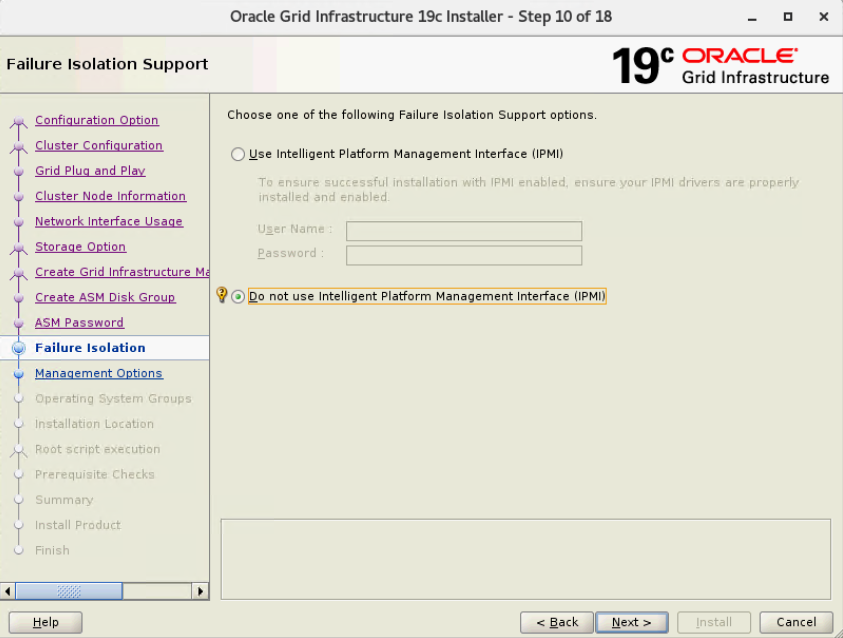 Oracle Grid Infrastructure 19c Installer - Step 10 of 18
Failure Isolation Support
19c ORACLE
Grid Infrastructure
Configuration Option
Cluster Configuration
Grid Plug and Play
Cluster Node Information
Network Interface Usage
Storage Option
Create Grid Infrastructure Ma
Create ASM Disk Group
ASM Password
Failure Isolation
Management Options
Operating System Groups
Installation Location
Root script execution
Prerequisite Checks
Summary
Install Product
Finish
Choose one of the following Failure Isolation Support options.
Use Intelligent Platform Management Interface (IPMI)
To ensure successful installation with IPMI enabled, ensure your IPMI drivers are properly
installed and enabled.
User Name :
Password :
Do not use Intelligent Platform Management Interface (IPMI)
Help
< Back
Next >
Install
Cancel